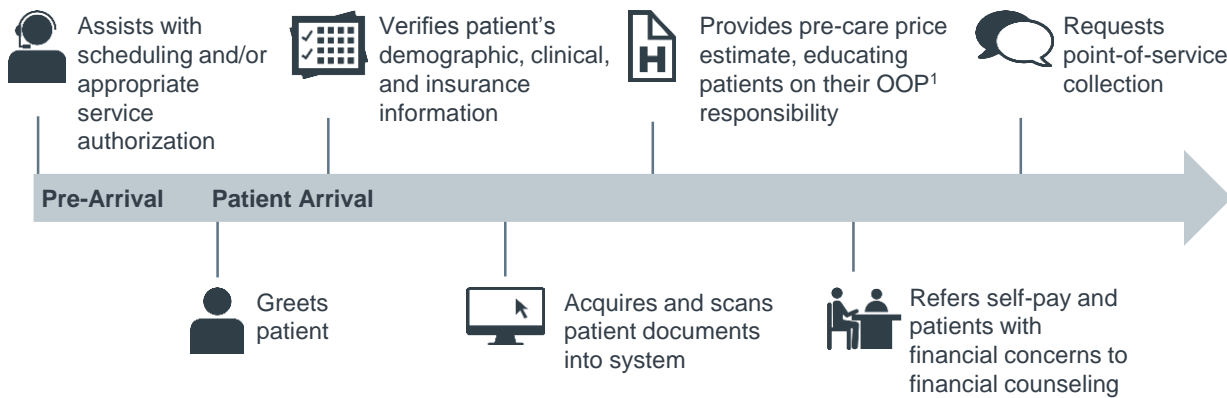 Assists with
scheduling and/or
appropriate
service
authorization
Verifies patient's
demographic, clinical,
and insurance
information
H
Provides pre-care price
estimate, educating
patients on their OOP¹
responsibility
Requests
point-of-service
collection
Pre-Arrival
Patient Arrival
Greets
patient
Acquires and scans
patient documents
into system
Refers self-pay and
patients with
financial concerns to
financial counseling